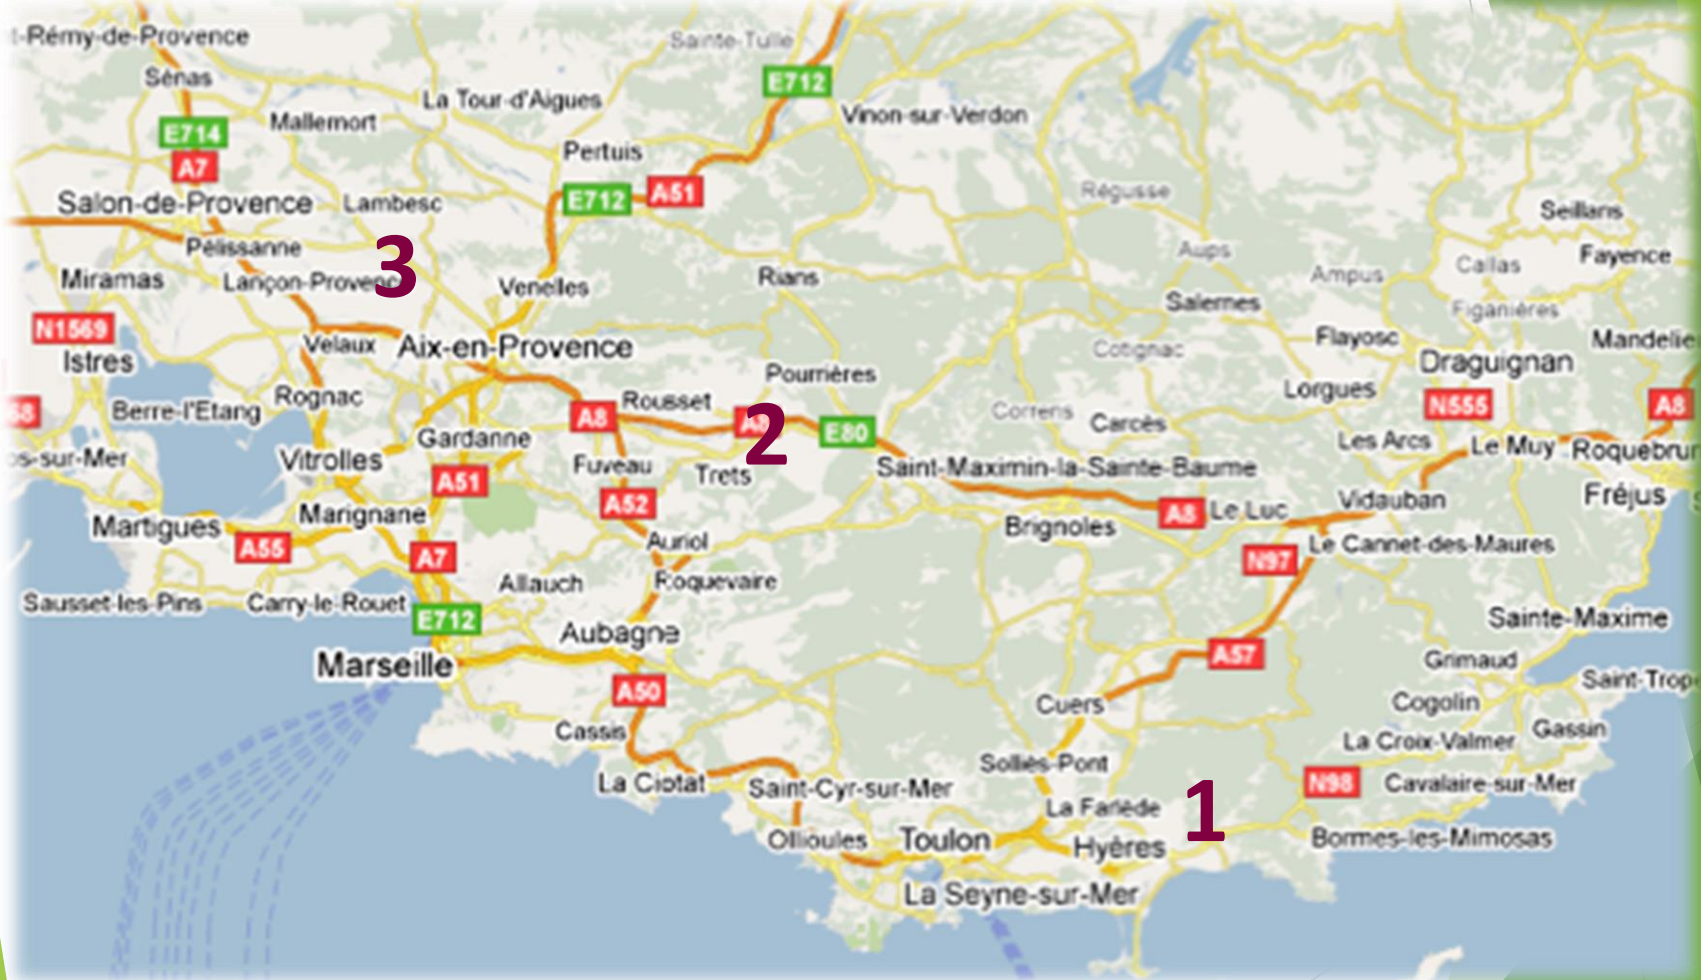 t-Rémy-de-Provence
Sainte-Tulle
Sénas
E712
La Tour-d'Aigues
Vinon-sur-Verdon
Mallemort
E714
Pertuis
A7
Régusse
A51
E712
Salon-de-Provence
Lambesc
Seillans
Pélissanne
Aups
Fayence
3
Callas
Ampus
Miramas
Lançon-Provence
Venelles
Rians
Salernes
Figanières
N1569
Velaux
Aix-en-Provence
Flayosc
Mandelie
Cotignac
Istres
Draguignan
Pourrières
Rognac
Lorgues
Rousset
Berre-l'Etang
A8
A8
2
E80
Correns
Carcès
N555
A8
Gardanne
Les Arcs
Le Muy
Roquebrun
os-sur-Mer
Vitrolles
Fuveau
Trets
Saint-Maximin-la-Sainte-Baume
A51
A52
Fréjus
Vidauban
Marignane
A8
Le Luc
Martigues
Brignoles
A55
A7
Auriol
Le Cannet-des-Maures
N97
Allauch
Roquevaire
Sausset-les-Pins
Carry-le-Rouet
E712
Sainte-Maxime
Aubagne
Marseille
A57
Grimaud
Saint-Trop
A50
Cuers
Cogolin
Cassis
Gassin
La Croix-Valmer
Solliès-Pont
La Ciotat
Saint-Cyr-sur-Mer
N98
Cavalaire-sur-Mer
La Farlède
1
Ollioules
Toulon
Hyères
Bormes-les-Mimosas
La Seyne-sur-Mer